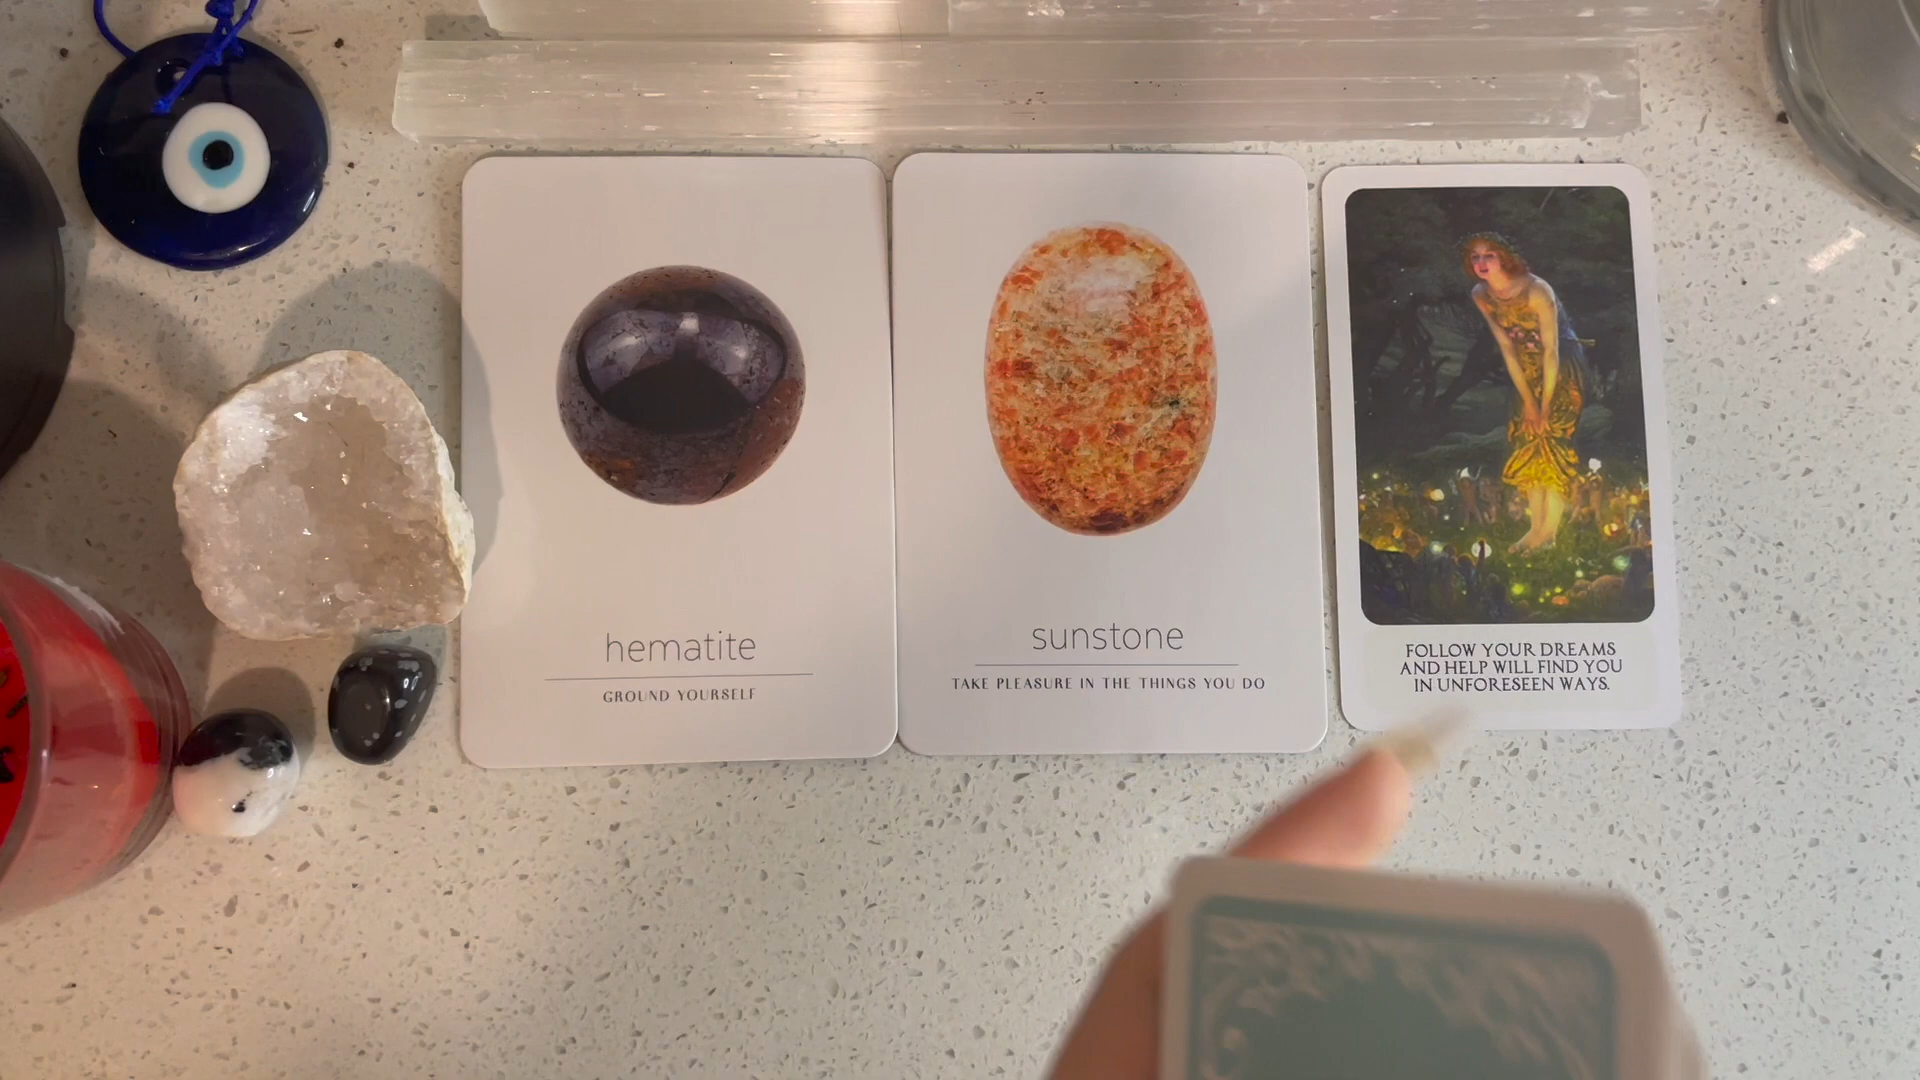 hematite
GROUND YOURSELF
sunstone
TAKE PLEASURE IN THE THINGS YOU DO
FOLLOW YOUR DREAMS
AND HELP WILL FIND YOU
IN UNFORESEEN WAYS.